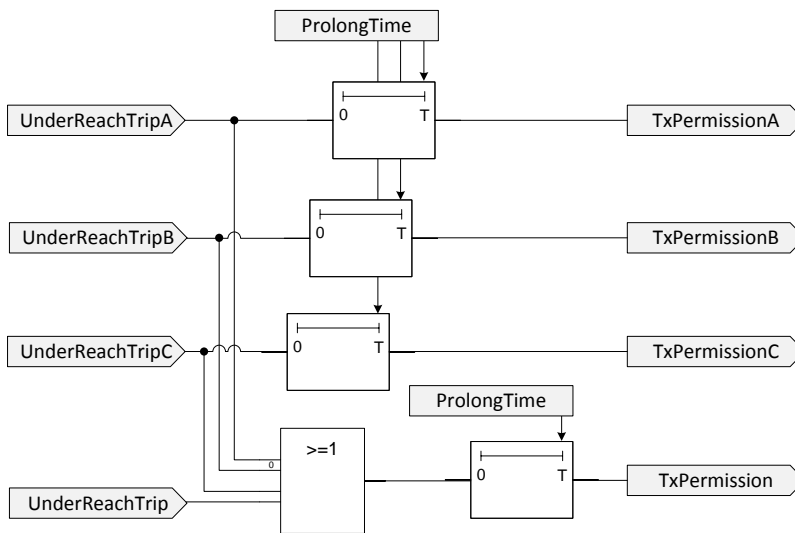 ProlongTime
UnderReachTripA
0 T
TxPermissionA
UnderReachTripB
0 T
TxPermissionB
UnderReachTripC
0 T
TxPermissionC
ProlongTime
>=1
0
0 T
UnderReachTrip
TxPermission